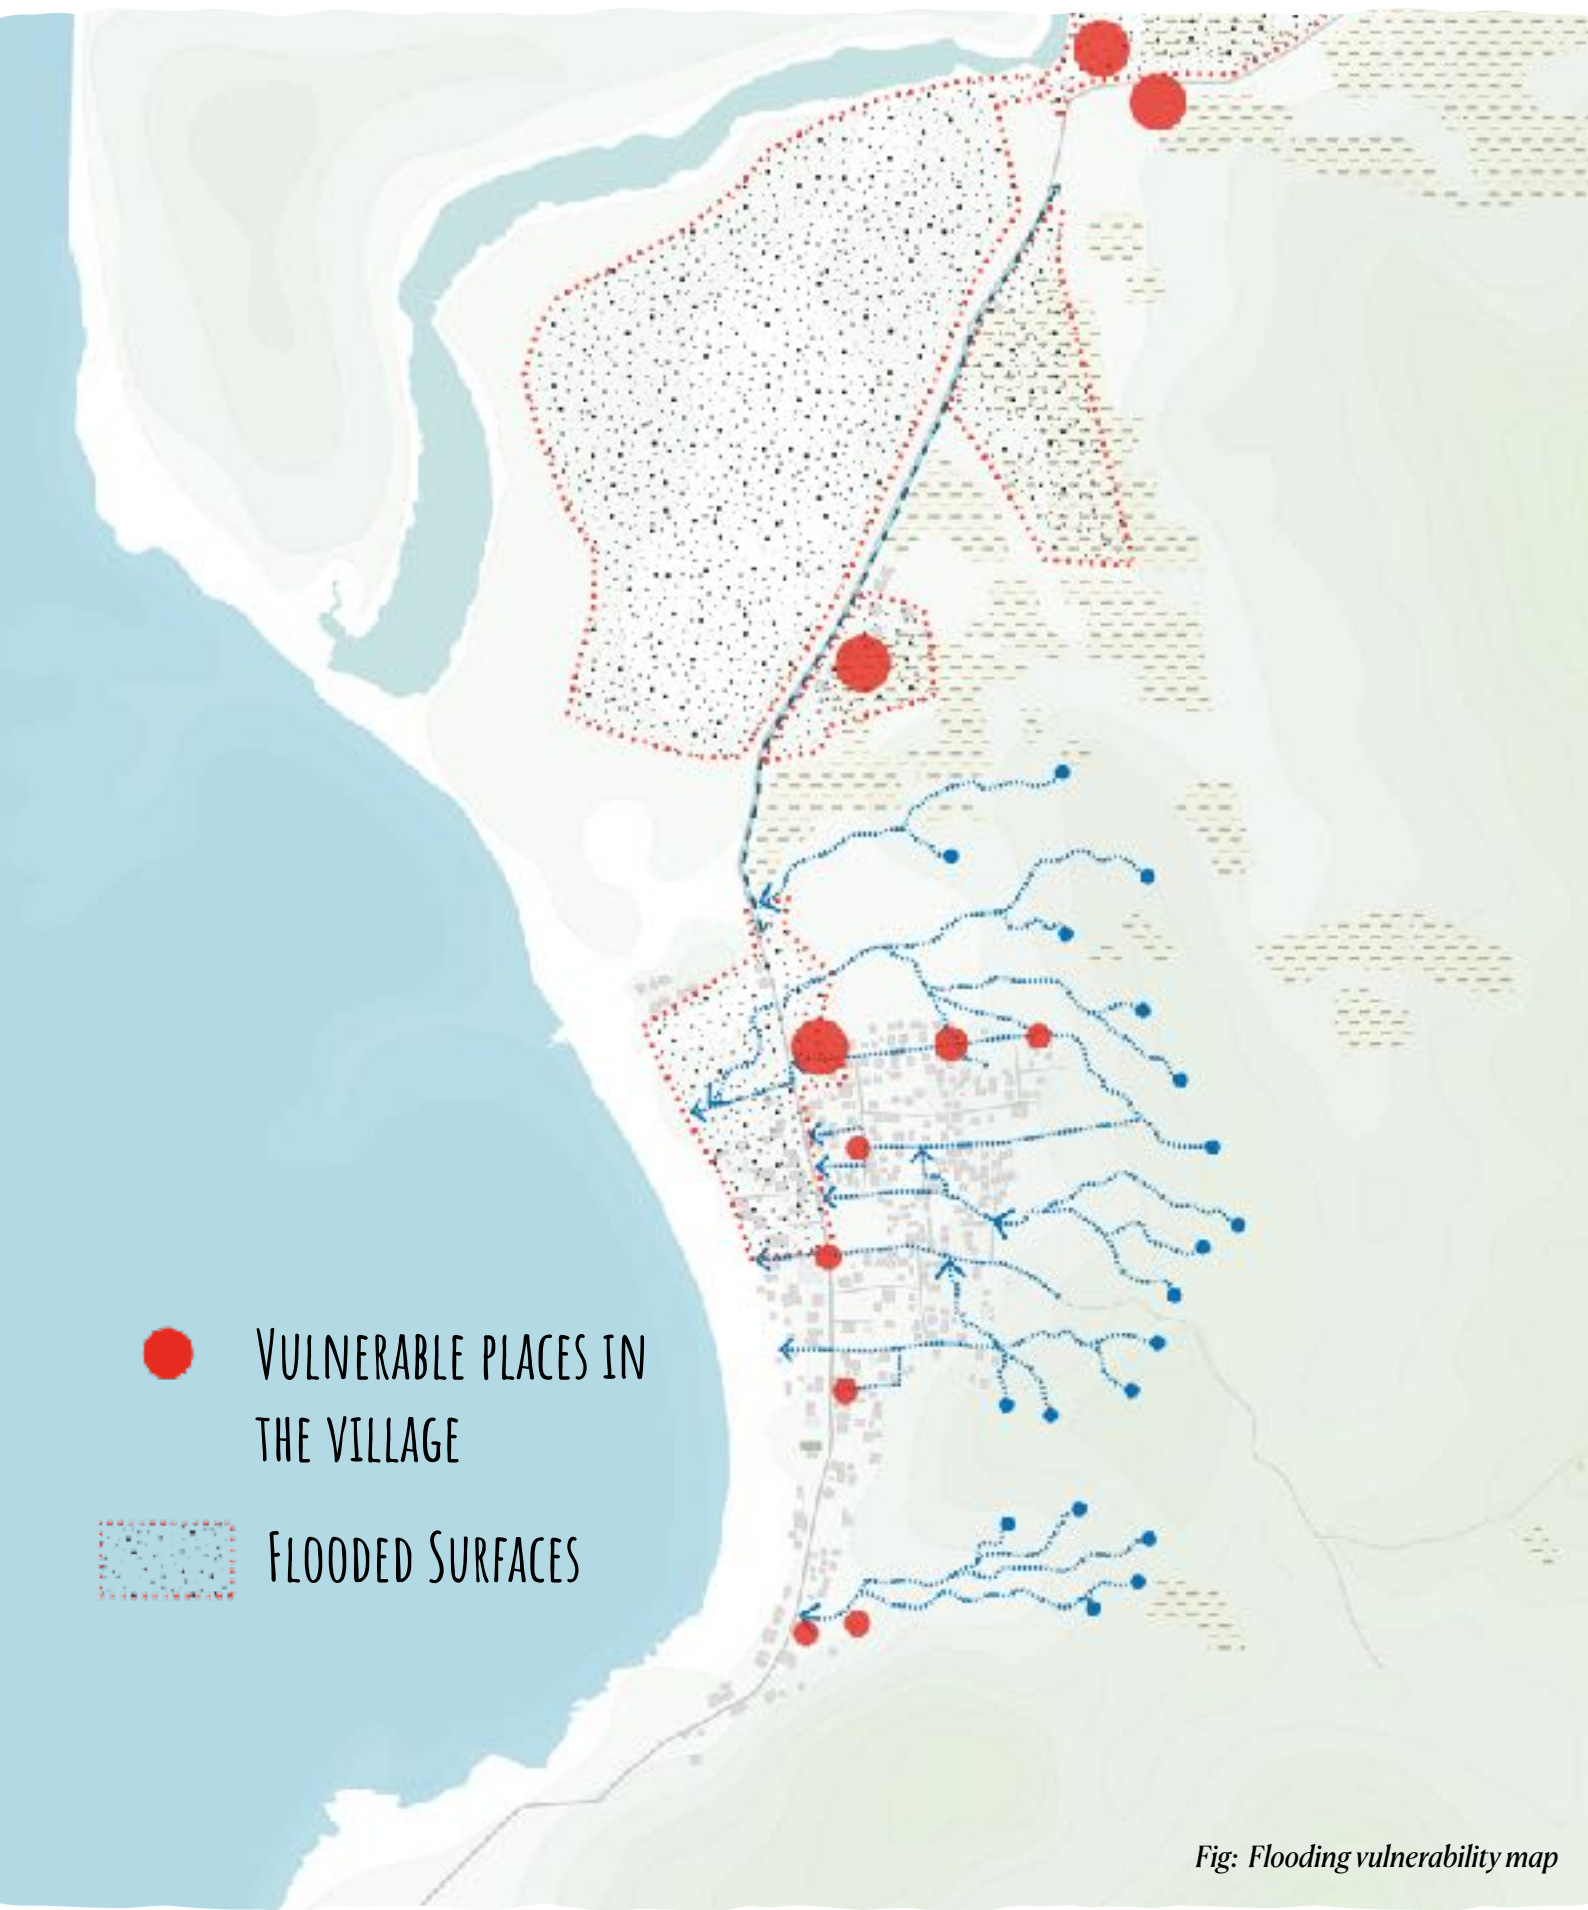 VULNERABLE PLACES IN
THE VILLAGE
FLOODED SURFACES
Fig: Flooding vulnerability map